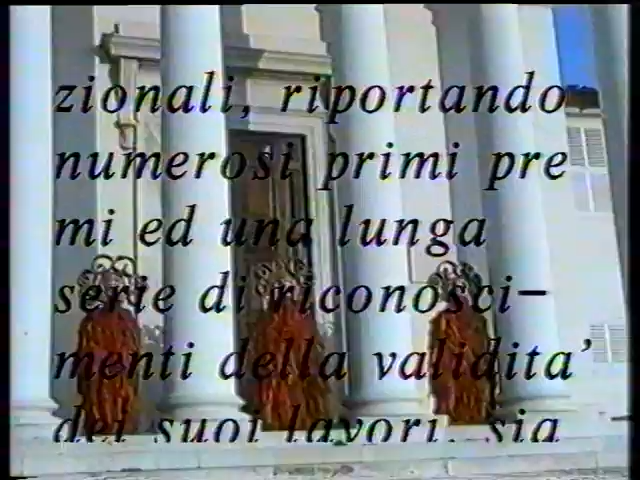 zionali, riportando
numerosi primi pre
mi ed una lunga
serie di riconosci-
menti della validita'
dei suoi lavori, sia